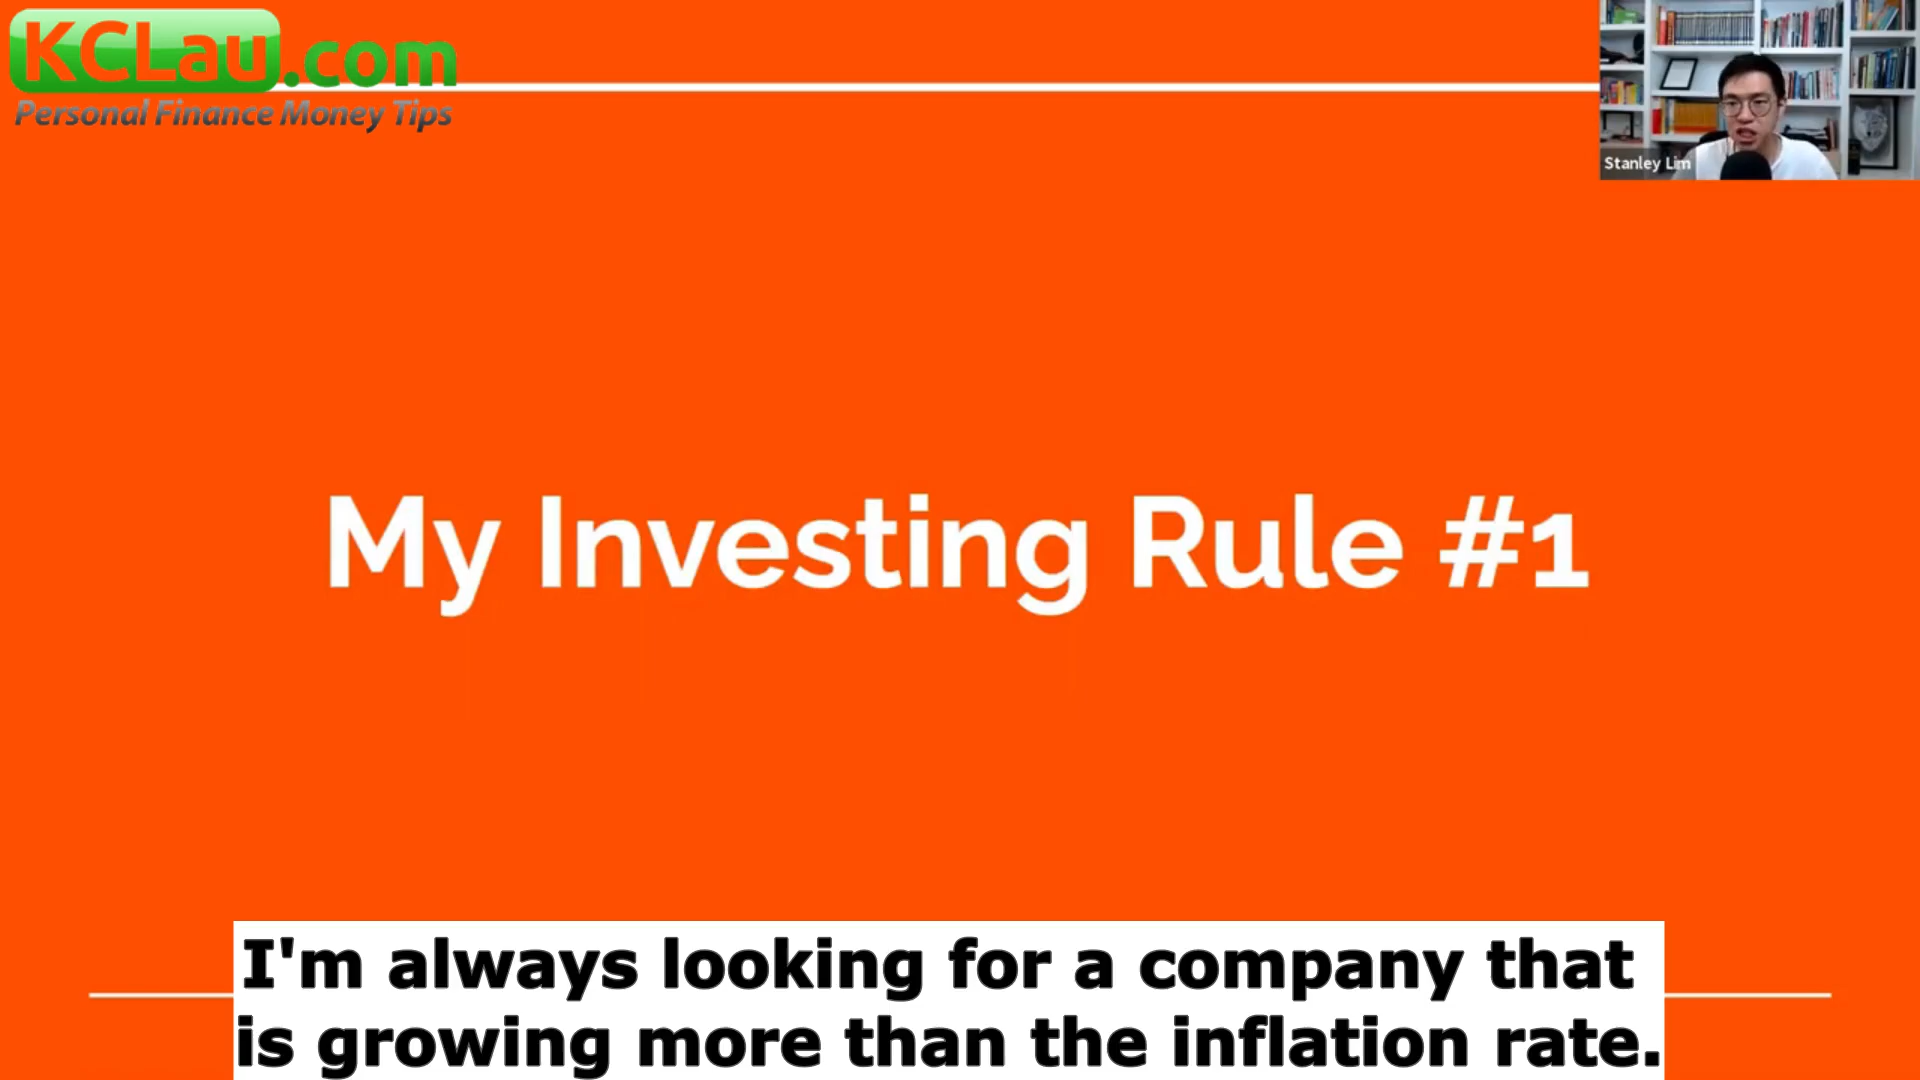 KCLau.com
Personal Finance Money Tips
Stanley Lim
My Investing Rule #1
I'm always looking for a company that
is growing more than the inflation rate.